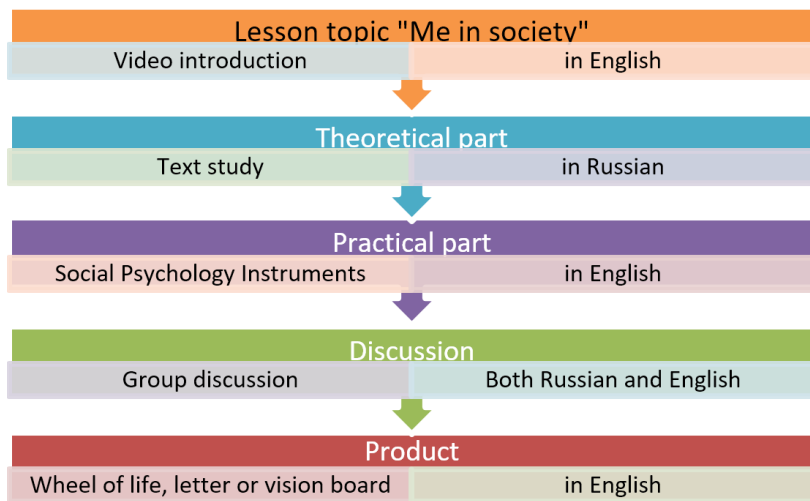 Lesson topic "Me in society"
Video introduction
in English
Theoretical part
Text study
in Russian
Practical part
Social Psychology Instruments
in English
Discussion
Group discussion
Both Russian and English
Product
Wheel of life, letter or vision board
in English